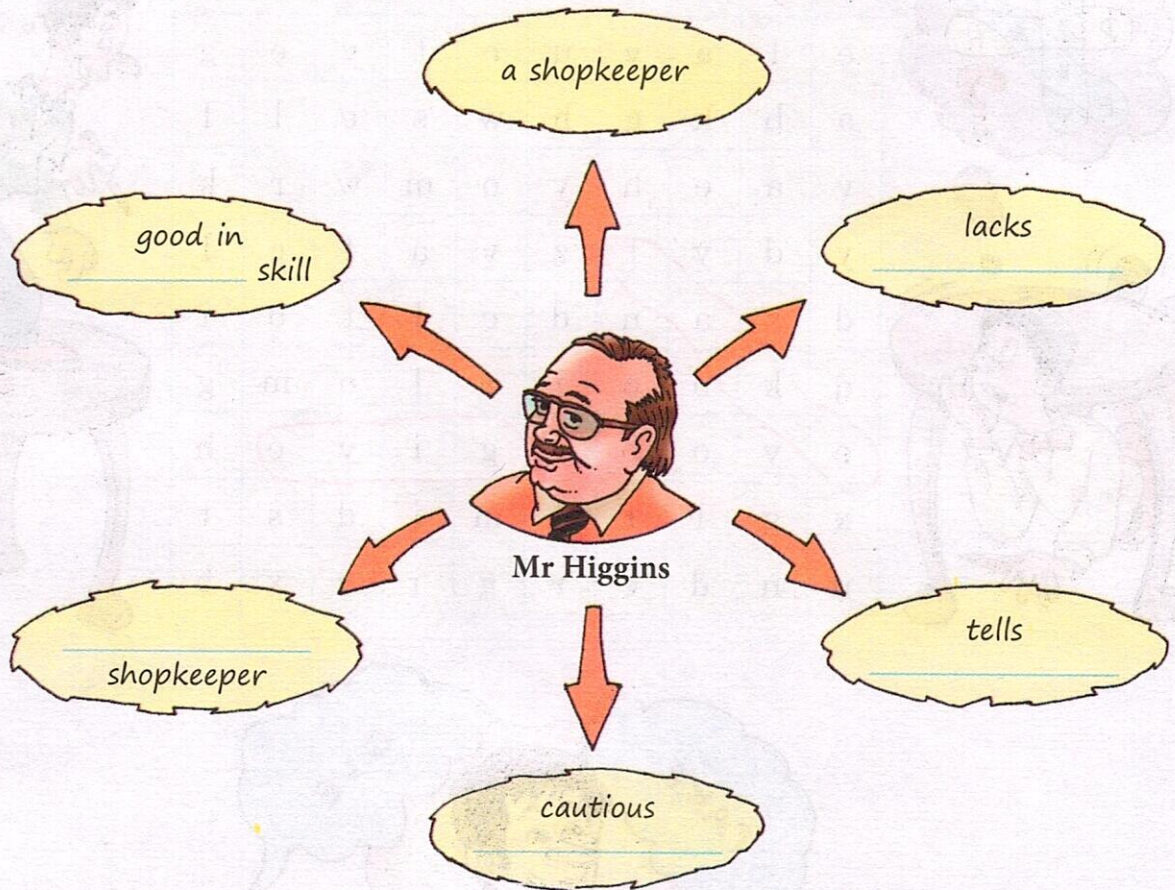 a shopkeeper
good in
skill
lacks
Mr Higgins
shopkeeper
tells
cautious